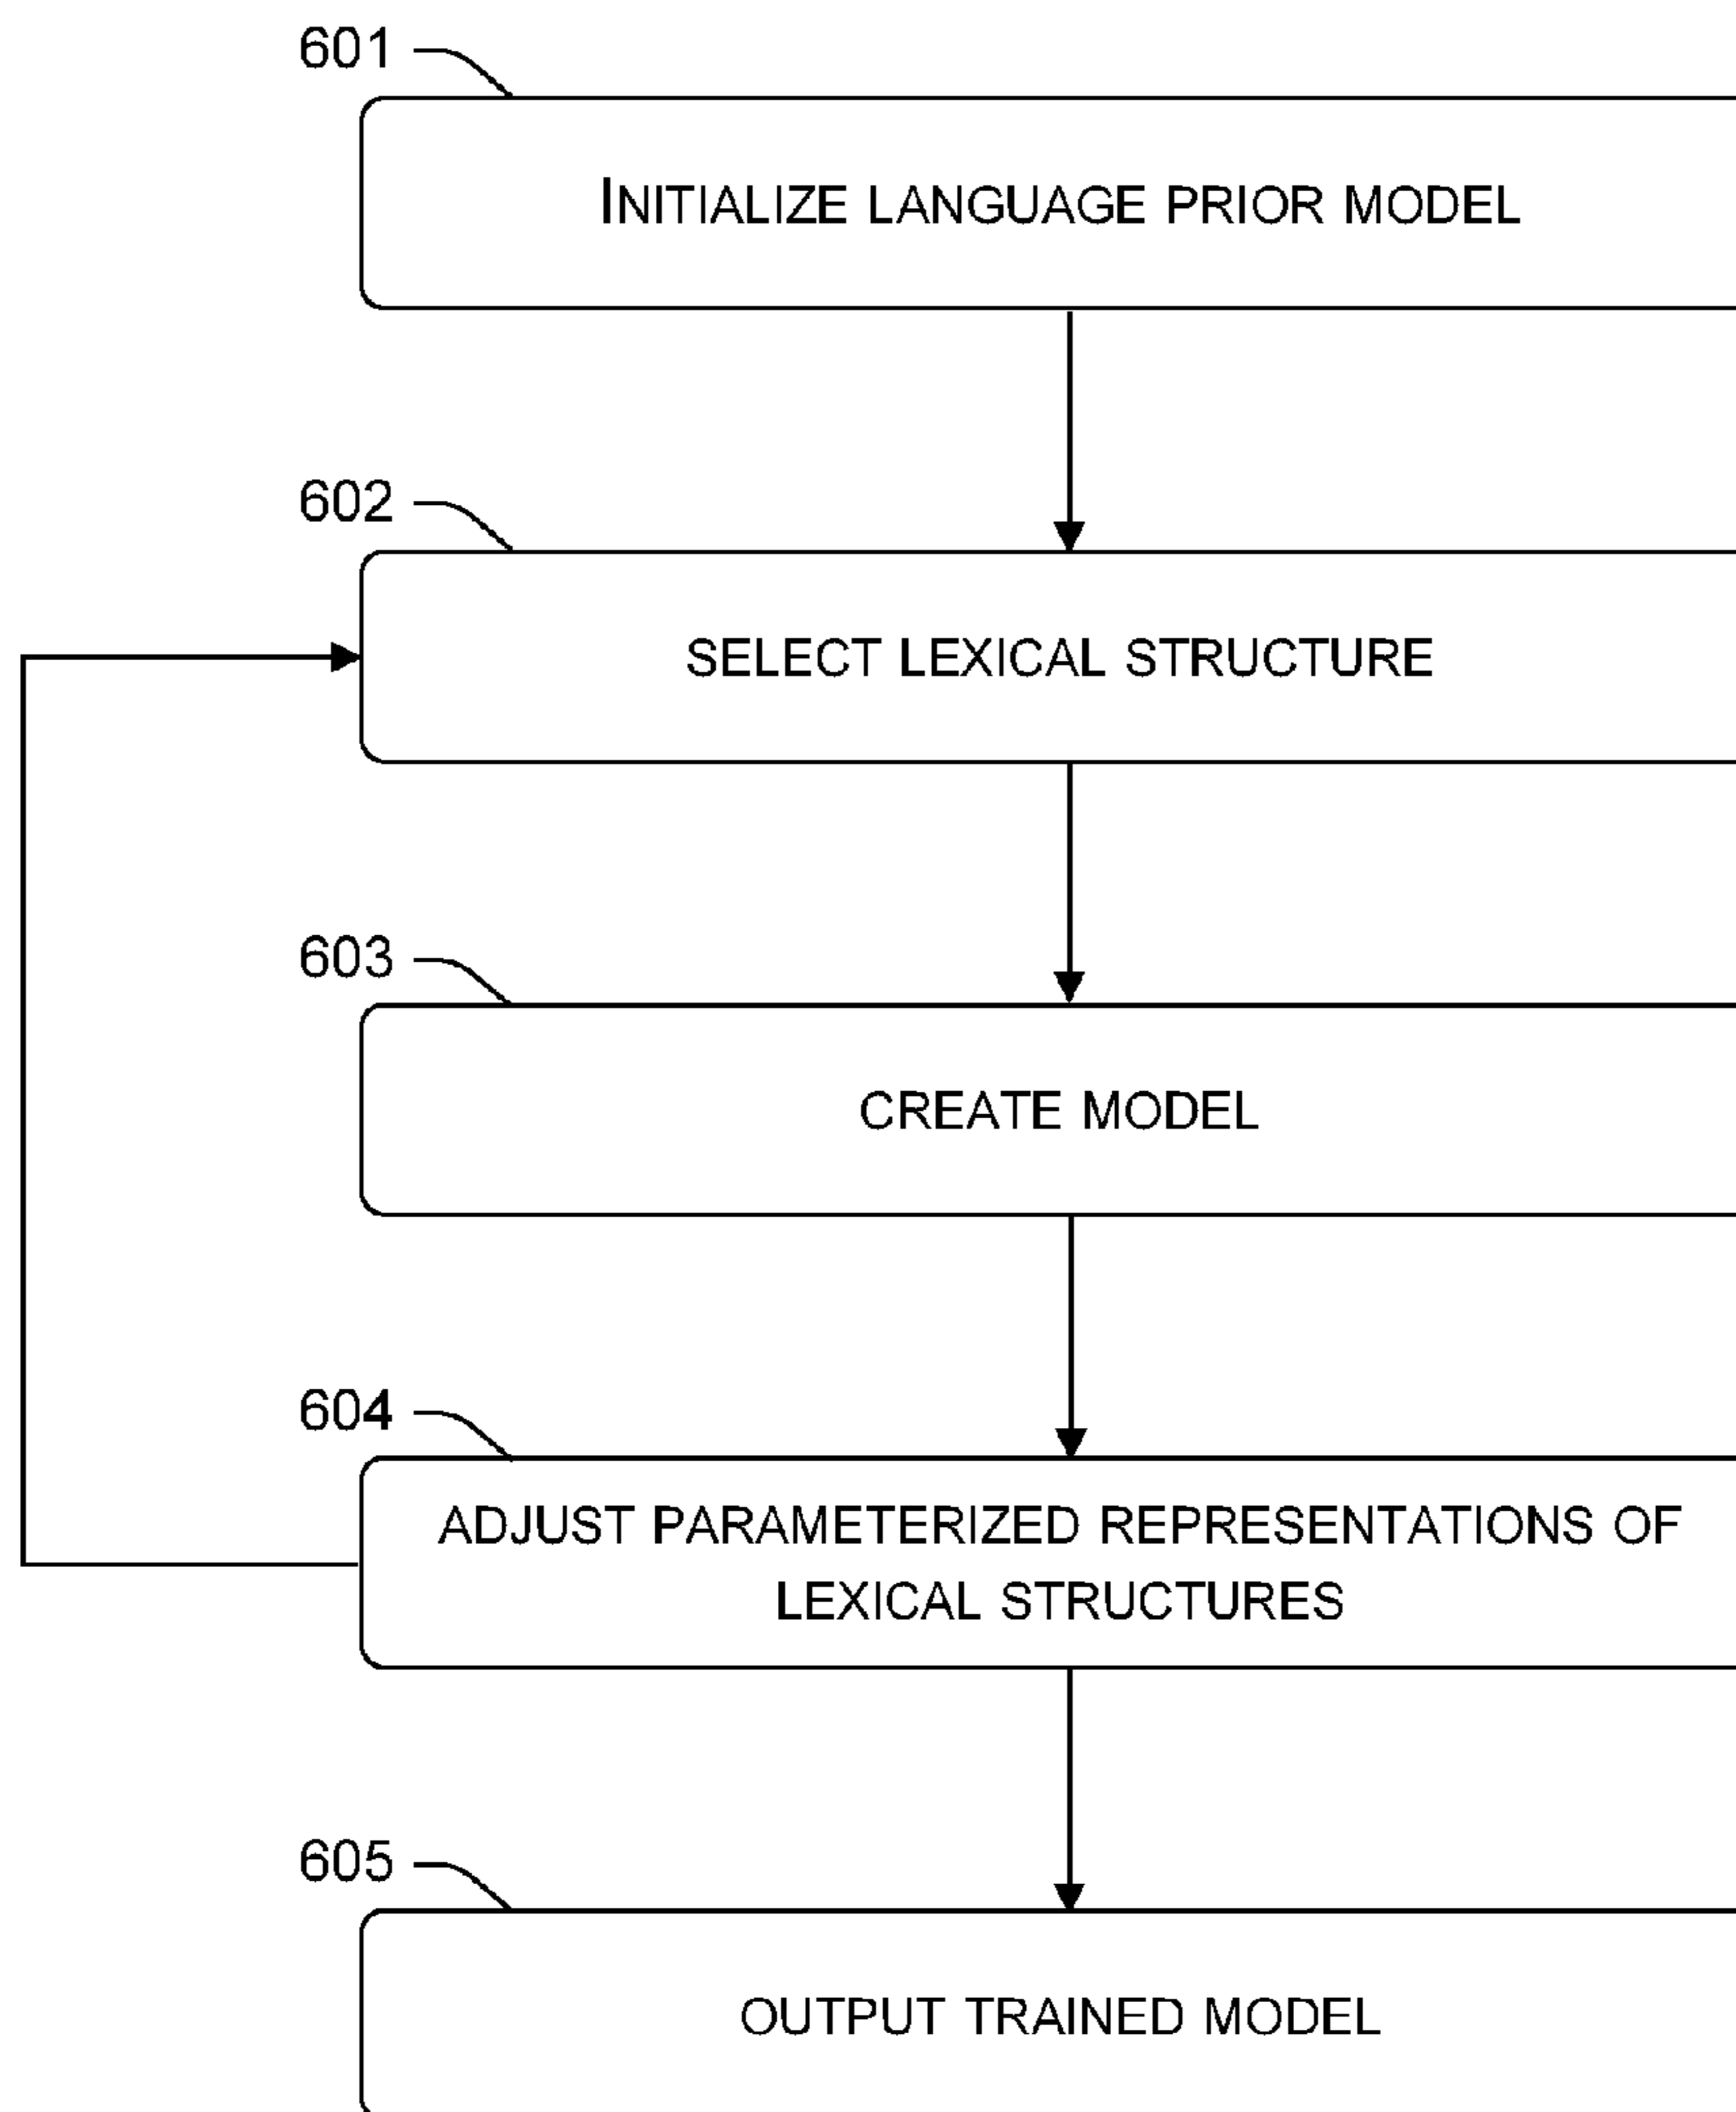 601
INITIALIZE LANGUAGE PRIOR MODEL
602
SELECT LEXICAL STRUCTURE
603
CREATE MODEL
604
ADJUST PARAMETERIZED REPRESENTATIONS OF
LEXICAL STRUCTURES
605
OUTPUT TRAINED MODEL